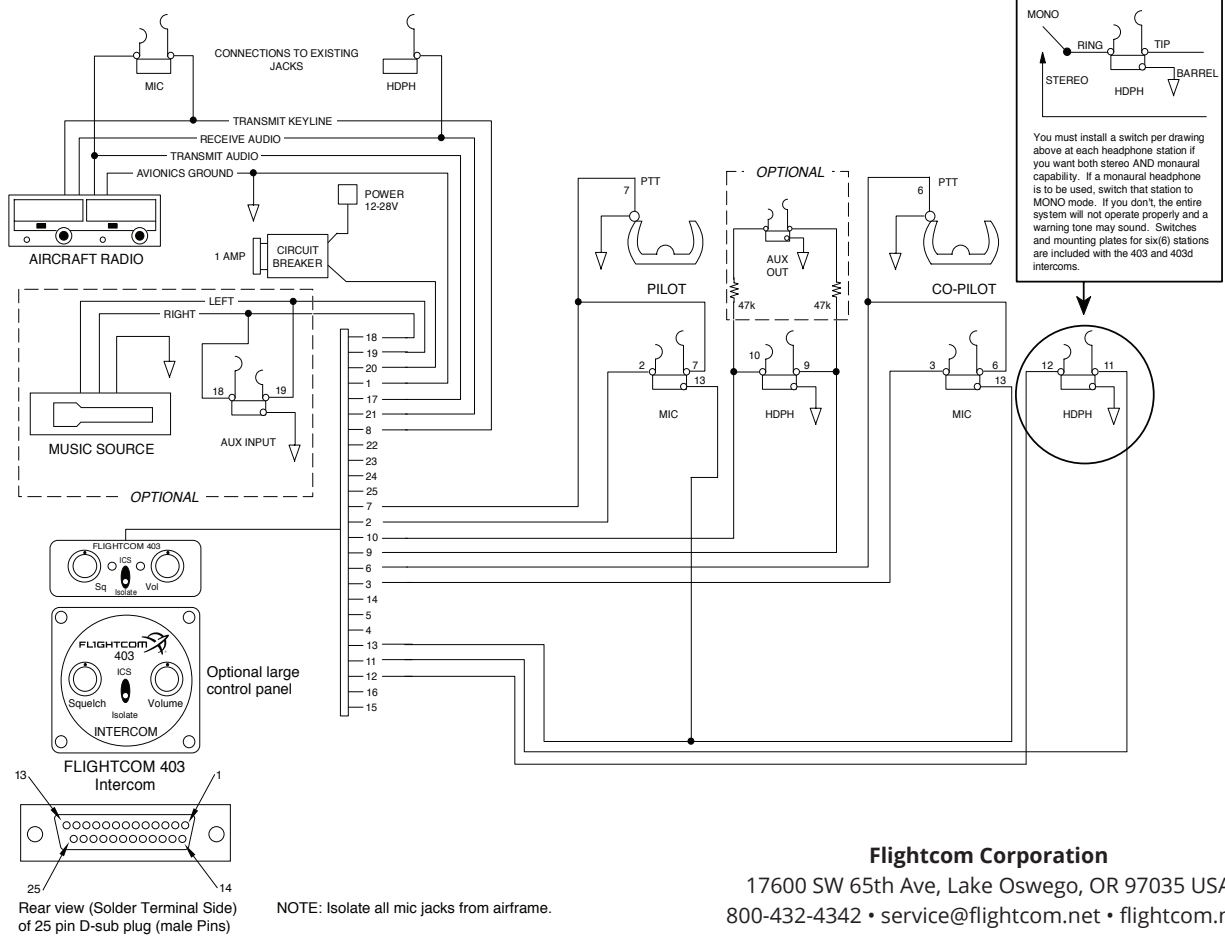 CONNECTIONS TO EXISTING
JACKS
MIC
HDPH
TRANSMIT KEYLINE
RECEIVE AUDIO
TRANSMIT AUDIO
AVIONICS GROUND
AIRCRAFT RADIO
POWER
12-28V
1 AMP
CIRCUIT
BREAKER
LEFT
RIGHT
18
19
AUX INPUT
MUSIC SOURCE
OPTIONAL
18
19
20
1
17
21
8
22
23
24
25
7
2
10
9
6
3
14
5
4
13
11
12
16
15
7
PTT
PILOT
2
7
13
MIC
OPTIONAL
AUX
OUT
47k
47k
10
9
HDPH
6
PTT
CO-PILOT
3
6
13
MIC
12
11
HDPH
MONO
RING
TIP
STEREO
BARREL
HDPH
You must install a switch per drawing
above at each headphone station if
you want both stereo AND monaural
capability. If a monaural headphone
is to be used, switch that station to
MONO mode. If you don't, the entire
system will not operate properly and a
warning tone may sound. Switches
and mounting plates for six(6) stations
are included with the 403 and 403d
intercoms.
FLIGHTCOM 403
ICS
Sq
Vol
Isolate
FLIGHTCOM
403
ICS
Squelch
Volume
Isolate
INTERCOM
Optional large
control panel
FLIGHTCOM 403
Intercom
13
1
25
14
Rear view (Solder Terminal Side)
of 25 pin D-sub plug (male Pins)
NOTE: Isolate all mic jacks from airframe.
Flightcom Corporation
17600 SW 65th Ave, Lake Oswego, OR 97035 USA
800-432-4342 • service@flightcom.net • flightcom.n